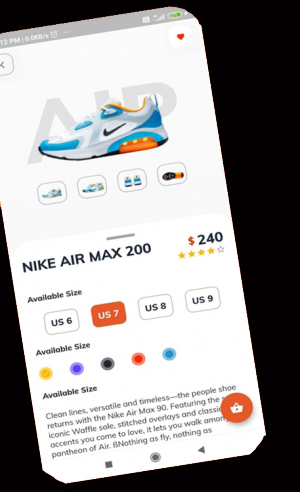 12 PM | 0.0KB/s
AIR
NIKE AIR MAX 200
$ 240
Available Size
US 6
US 7
US 8
US 9
Available Size
Available Size
Clean lines, versatile and timeless—the people shoe
returns with the Nike Air Max 90. Featuring the s
iconic Waffle sole, stitched overlays and classic
accents you come to love, it lets you walk among
pantheon of Air. ßNothing as fly, nothing as